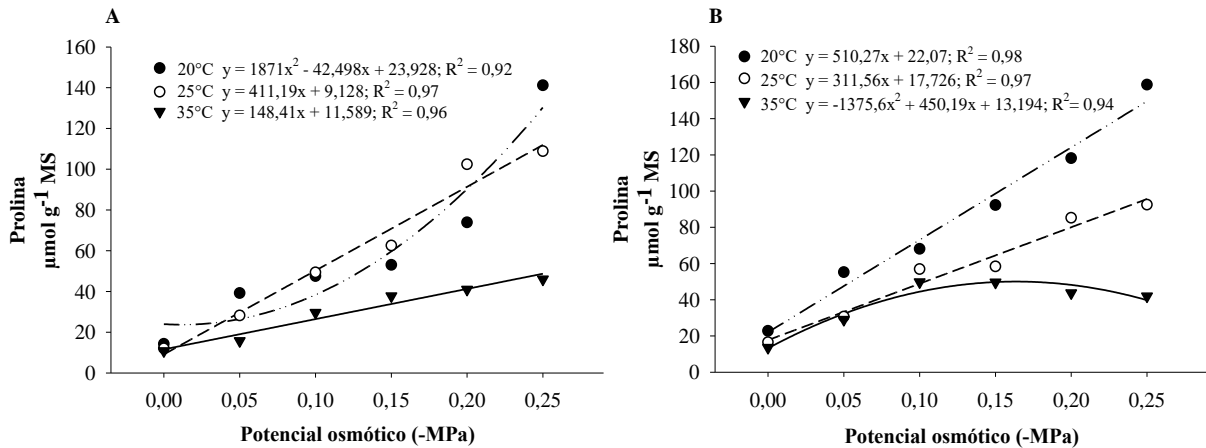 A
160
140
120
100
80
60
40
20
0
Prolina
µmol g⁻¹ MS
20°C y = 1871x² - 42,498x + 23,928; R² = 0,92
25°C y = 411,19x + 9,128; R² = 0,97
35°C y = 148,41x + 11,589; R² = 0,96
0,00 0,05 0,10 0,15 0,20 0,25
Potencial osmótico (-MPa)
B
180
160
140
120
100
80
60
40
20
0
Prolina
µmol g⁻¹ MS
20°C y = 510,27x + 22,07; R² = 0,98
25°C y = 311,56x + 17,726; R² = 0,97
35°C y = -1375,6x² + 450,19x + 13,194; R² = 0,94
0,00 0,05 0,10 0,15 0,20 0,25
Potencial osmótico (-MPa)